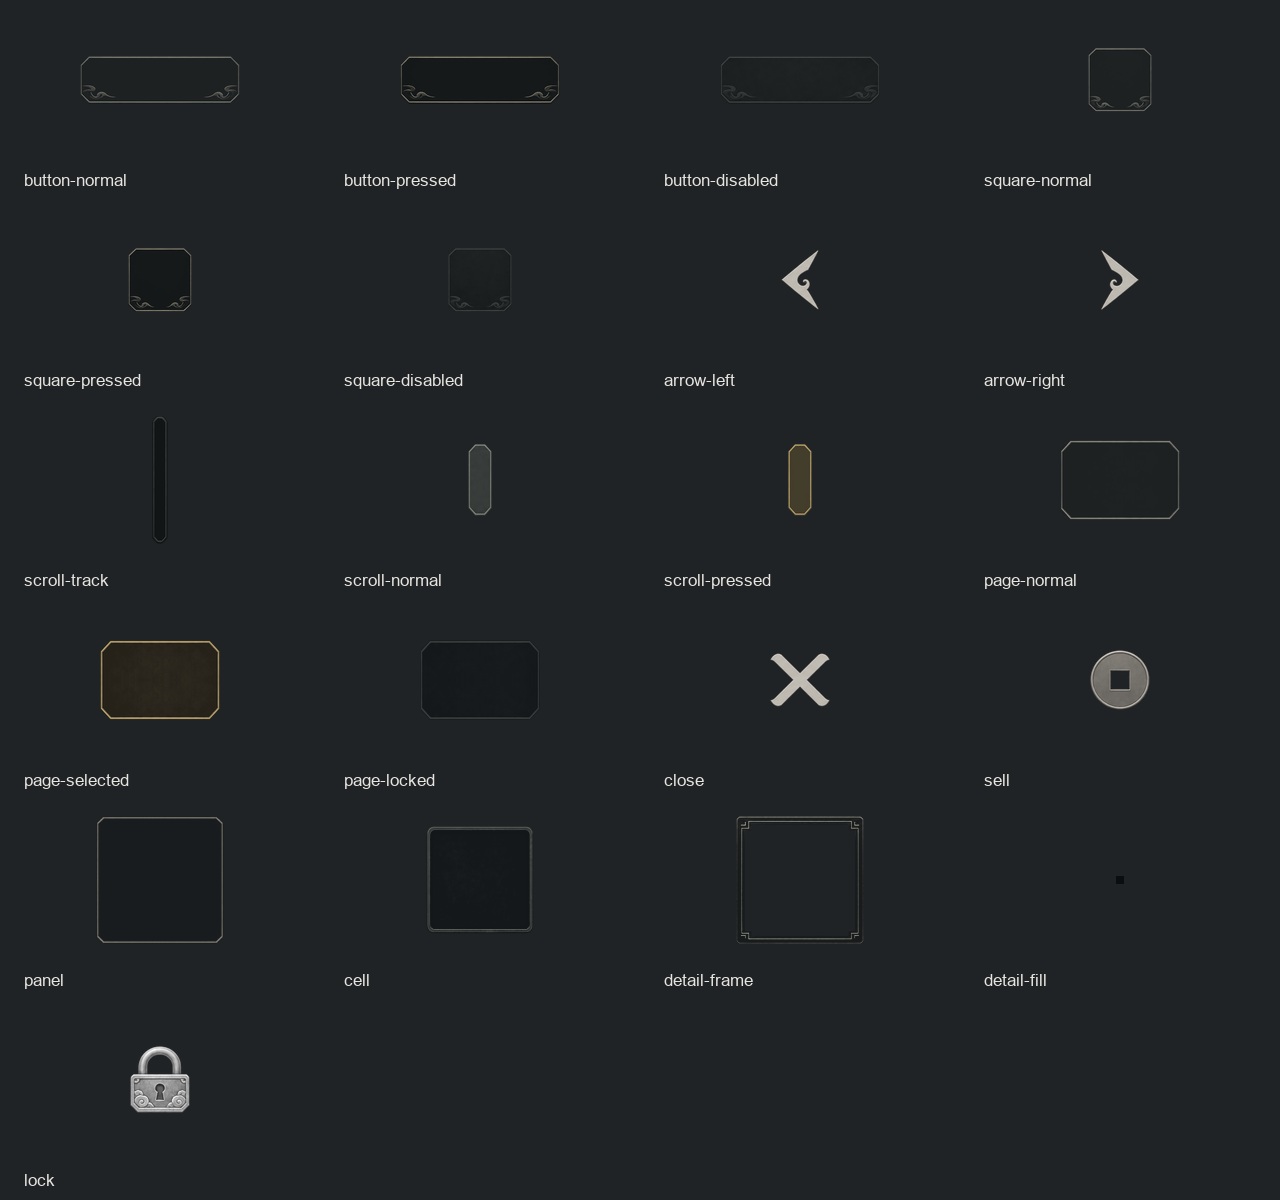 button-normal
button-pressed
button-disabled
square-normal
square-pressed
square-disabled
arrow-left
arrow-right
scroll-track
scroll-normal
scroll-pressed
page-normal
page-selected
page-locked
close
sell
panel
cell
detail-frame
detail-fill
lock